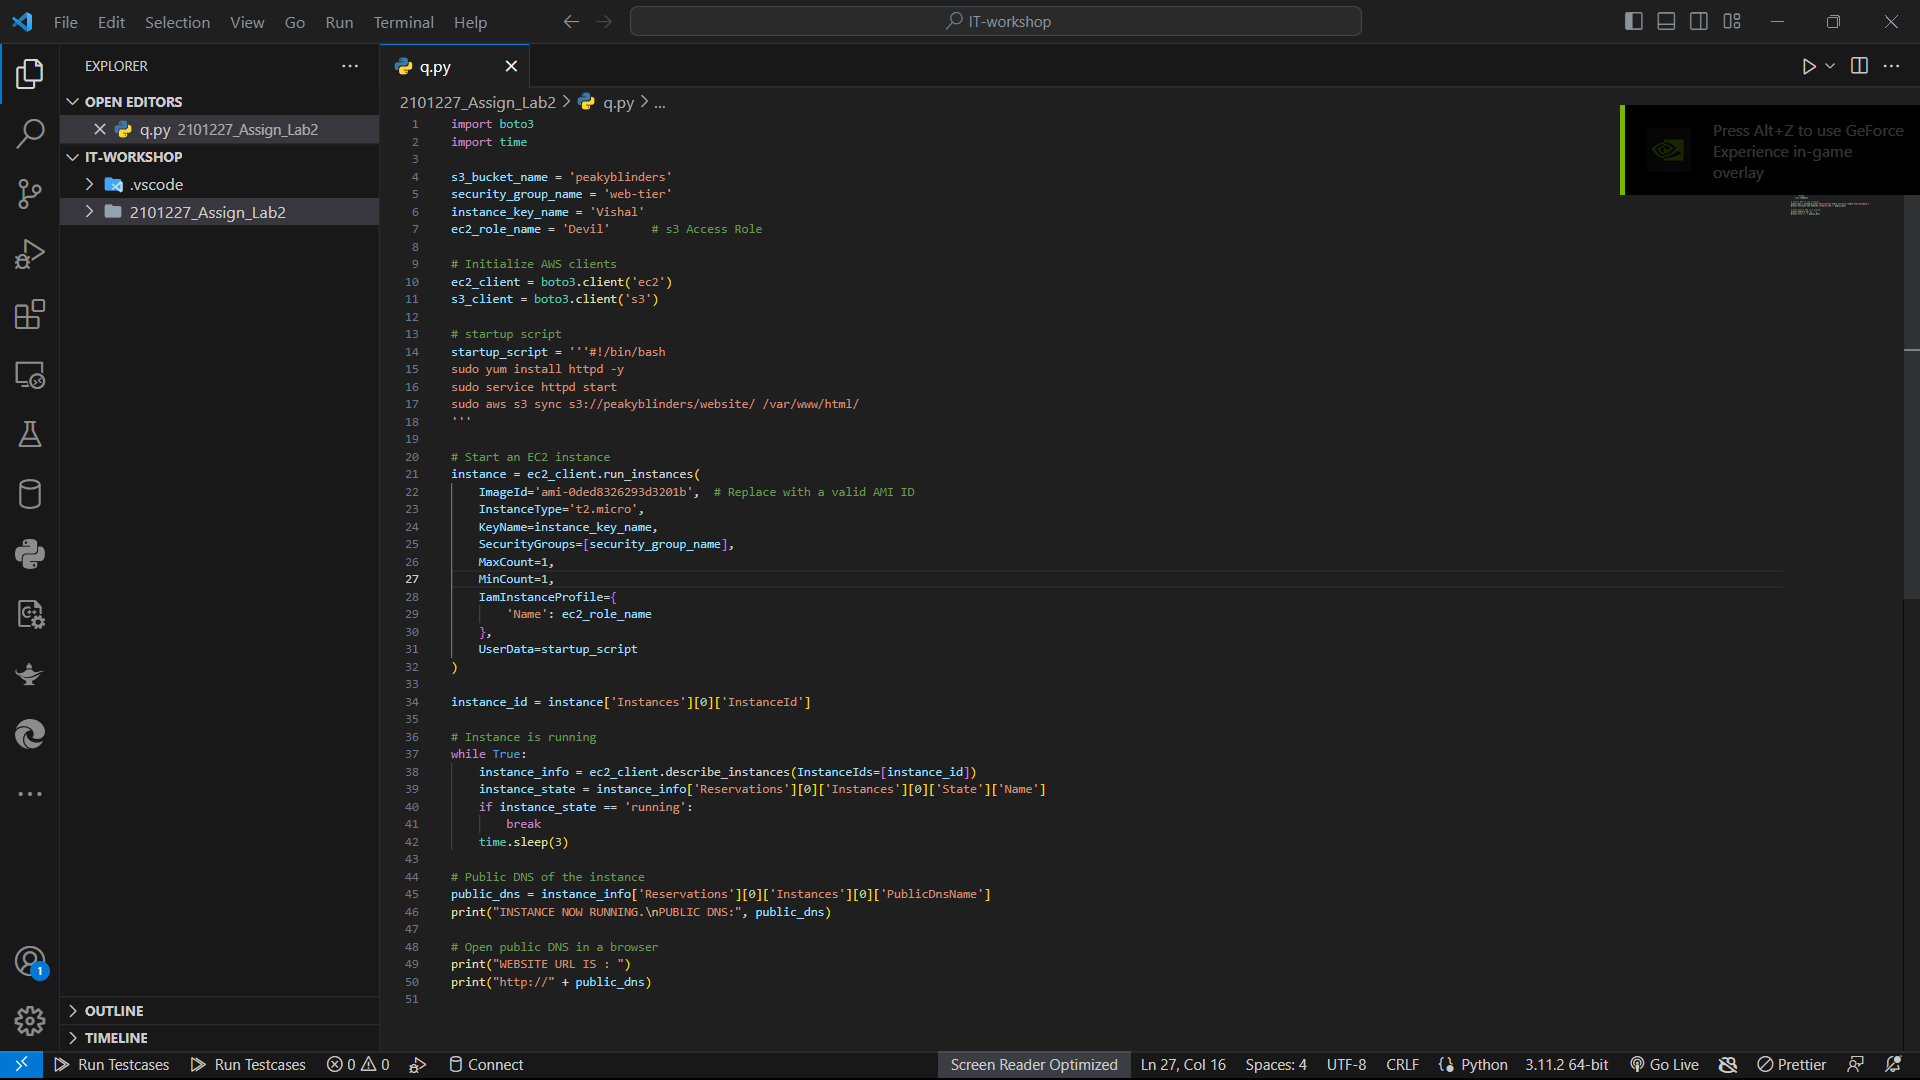 File Edit Selection View Go Run Terminal Help
IT-workshop
EXPLORER
OPEN EDITORS
q.py 2101227_Assign_Lab2
IT-WORKSHOP
.vscode
2101227_Assign_Lab2
OUTLINE
TIMELINE
q.py
2101227_Assign_Lab2 > q.py > ...
1 import boto3
2 import time
3
4 s3_bucket_name = 'peakyblinders'
5 security_group_name = 'web-tier'
6 instance_key_name = 'Vishal'
7 ec2_role_name = 'Devil'      # s3 Access Role
8
9 # Initialize AWS clients
10 ec2_client = boto3.client('ec2')
11 s3_client = boto3.client('s3')
12
13 # startup script
14 startup_script = '''#!/bin/bash
15 sudo yum install httpd -y
16 sudo service httpd start
17 sudo aws s3 sync s3://peakyblinders/website/ /var/www/html/
18 '''
19
20 # Start an EC2 instance
21 instance = ec2_client.run_instances(
22     ImageId='ami-0ded8326293d3201b',  # Replace with a valid AMI ID
23     InstanceType='t2.micro',
24     KeyName=instance_key_name,
25     SecurityGroups=[security_group_name],
26     MaxCount=1,
27     MinCount=1,
28     IamInstanceProfile={
29         'Name': ec2_role_name
30     },
31     UserData=startup_script
32 )
33
34 instance_id = instance['Instances'][0]['InstanceId']
35
36 # Instance is running
37 while True:
38     instance_info = ec2_client.describe_instances(InstanceIds=[instance_id])
39     instance_state = instance_info['Reservations'][0]['Instances'][0]['State']['Name']
40     if instance_state == 'running':
41         break
42     time.sleep(3)
43
44 # Public DNS of the instance
45 public_dns = instance_info['Reservations'][0]['Instances'][0]['PublicDnsName']
46 print("INSTANCE NOW RUNNING.\nPUBLIC DNS:", public_dns)
47
48 # Open public DNS in a browser
49 print("WEBSITE URL IS : ")
50 print("http://" + public_dns)
51
Press Alt+Z to use GeForce
Experience in-game
overlay
1
Run Testcases Run Testcases 0 0 Connect Screen Reader Optimized Ln 27, Col 16 Spaces: 4 UTF-8 CRLF Python 3.11.2 64-bit Go Live Prettier